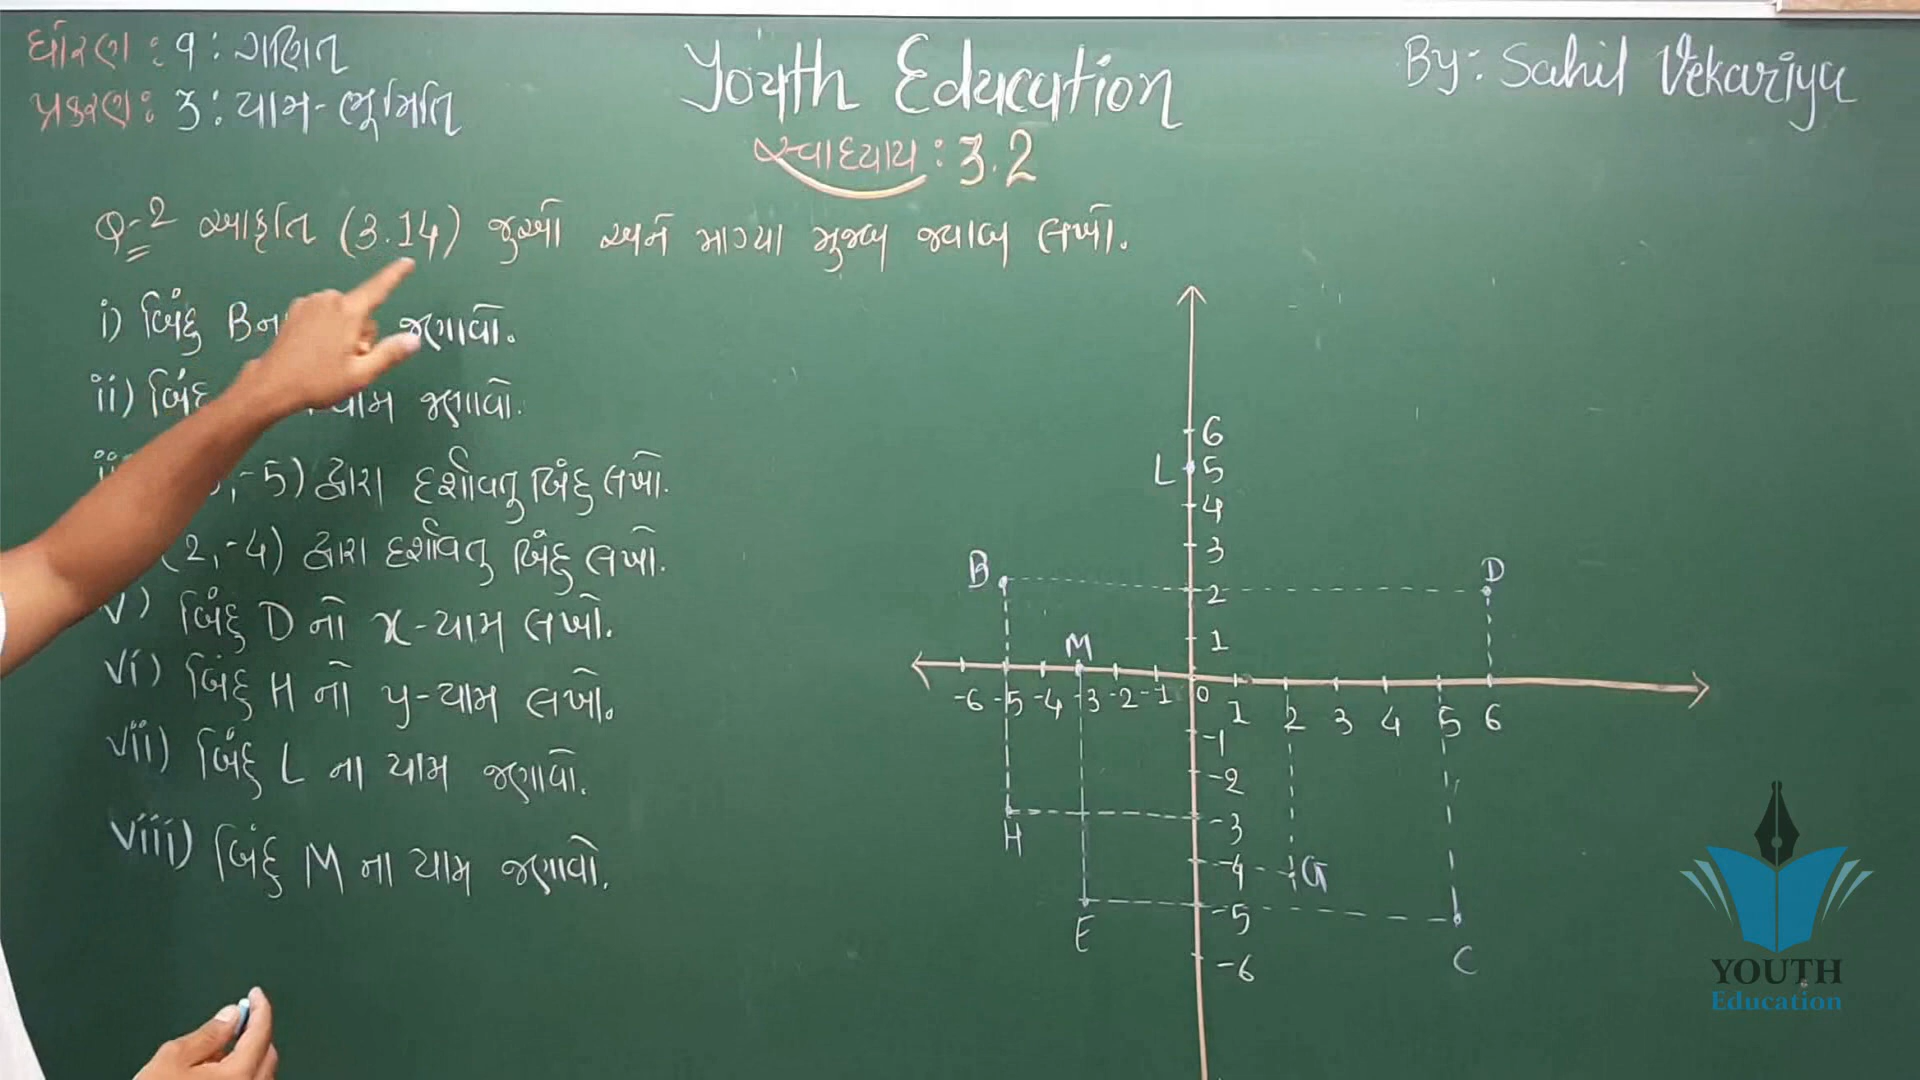 ધોરણ : ૧ : ગણિત
પ્રકરણ : ૩ : યામ-ભૂમિતિ
Youth Education
By: Sahil Vekariya
સ્વાધ્યાય : ૩.2
Q-2 આકૃતિ (3.14) જુઓ અને માગ્યા મુજબ જવાબ લખો.
i) બિંદુ B જણાવો.
ii) યામ જણાવો.
, -5) દ્વારા દર્શાવતુ બિંદુ લખો.
(2, -4) દ્વારા દર્શાવતુ બિંદુ લખો.
v) બિંદુ D નો x-યામ લખો.
vi) બિંદુ H નો y-યામ લખો.
vii) બિંદુ L ના યામ જણાવો.
viii) બિંદુ M ના યામ જણાવો.
6
L 5
4
3
B D
2
M 1
-6 -5 -4 -3 -2 -1 0 1 2 3 4 5 6
-1
-2
H -3
-4 G
-5
E C
-6
YOUTH
Education